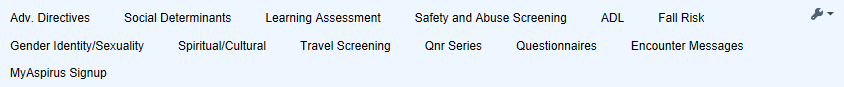 Adv. Directives Social Determinants Learning Assessment Safety and Abuse Screening ADL Fall Risk
Gender Identity/Sexuality Spiritual/Cultural Travel Screening Qnr Series Questionnaires Encounter Messages
MyAspirus Signup